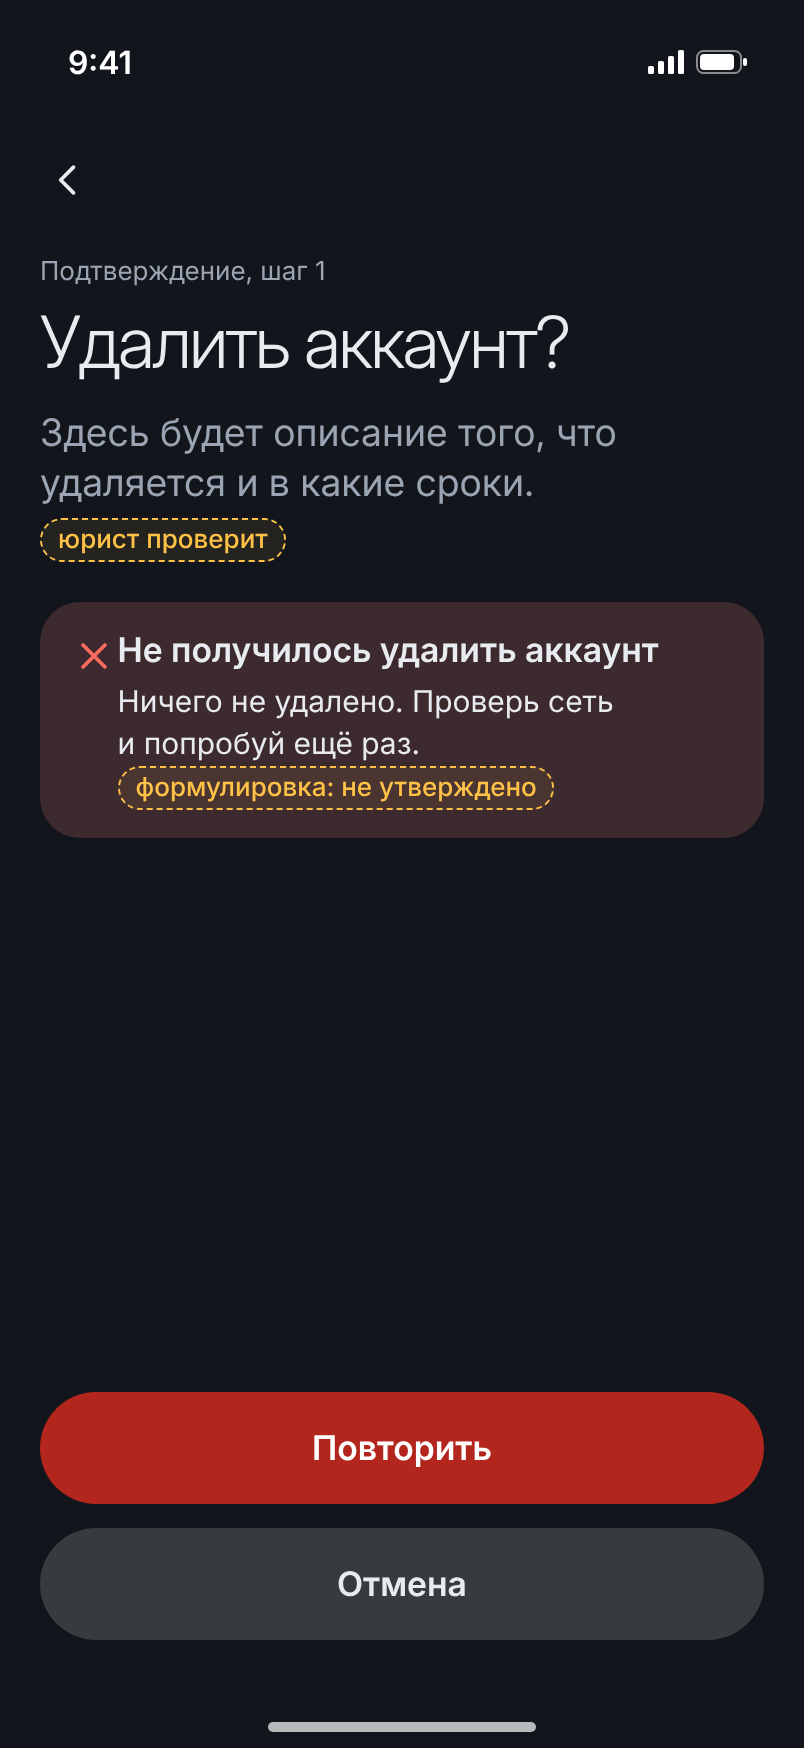 9:41
Подтверждение, шаг 1
Удалить аккаунт?
Здесь будет описание того, что
удаляется и в какие сроки.
юрист проверит
Не получилось удалить аккаунт
Ничего не удалено. Проверь сеть
и попробуй ещё раз.
формулировка: не утверждено
Повторить
Отмена